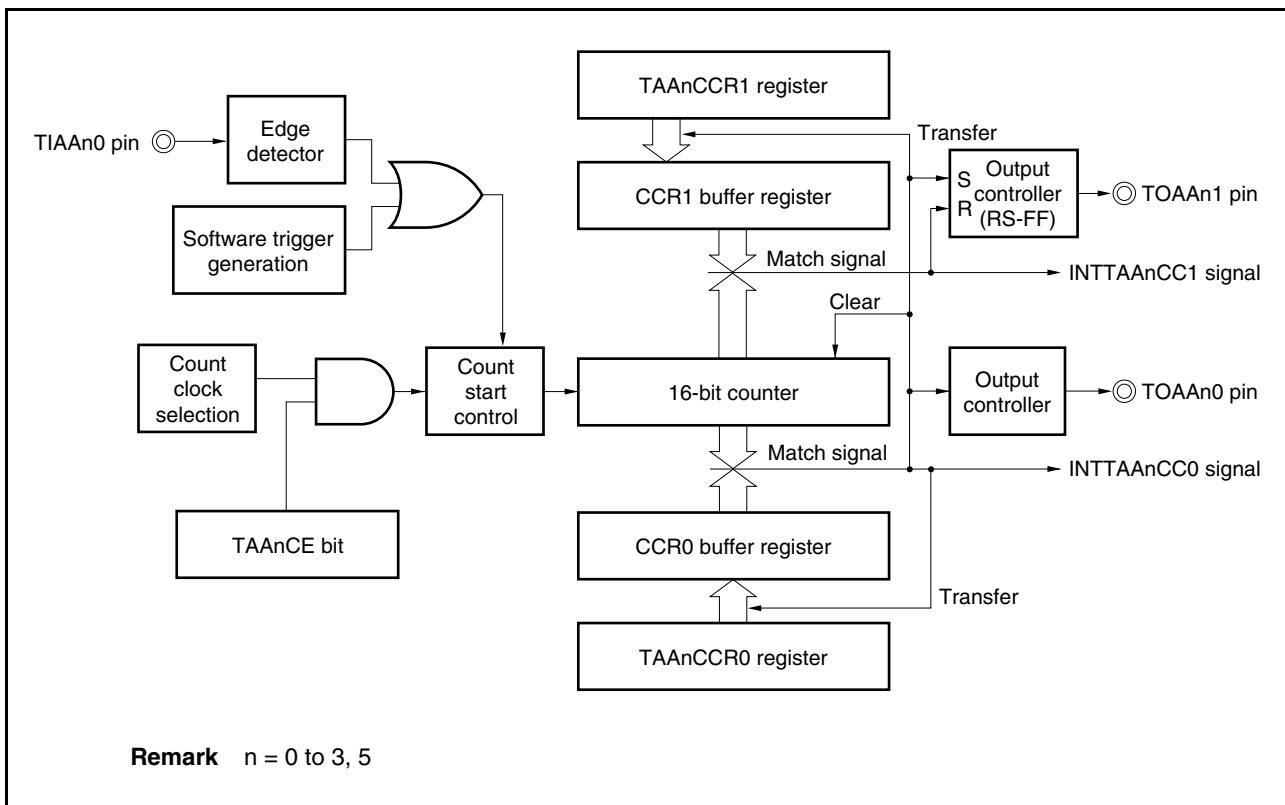 TAAnCCR1 register
TIAAn0 pin
Edge
detector
Transfer
Software trigger
generation
CCR1 buffer register
S
R
Output
controller
(RS-FF)
TOAAn1 pin
Match signal
INTTAAnCC1 signal
Clear
Count
clock
selection
Count
start
control
16-bit counter
Output
controller
TOAAn0 pin
Match signal
INTTAAnCC0 signal
TAAnCE bit
CCR0 buffer register
Transfer
TAAnCCR0 register
Remark n = 0 to 3, 5